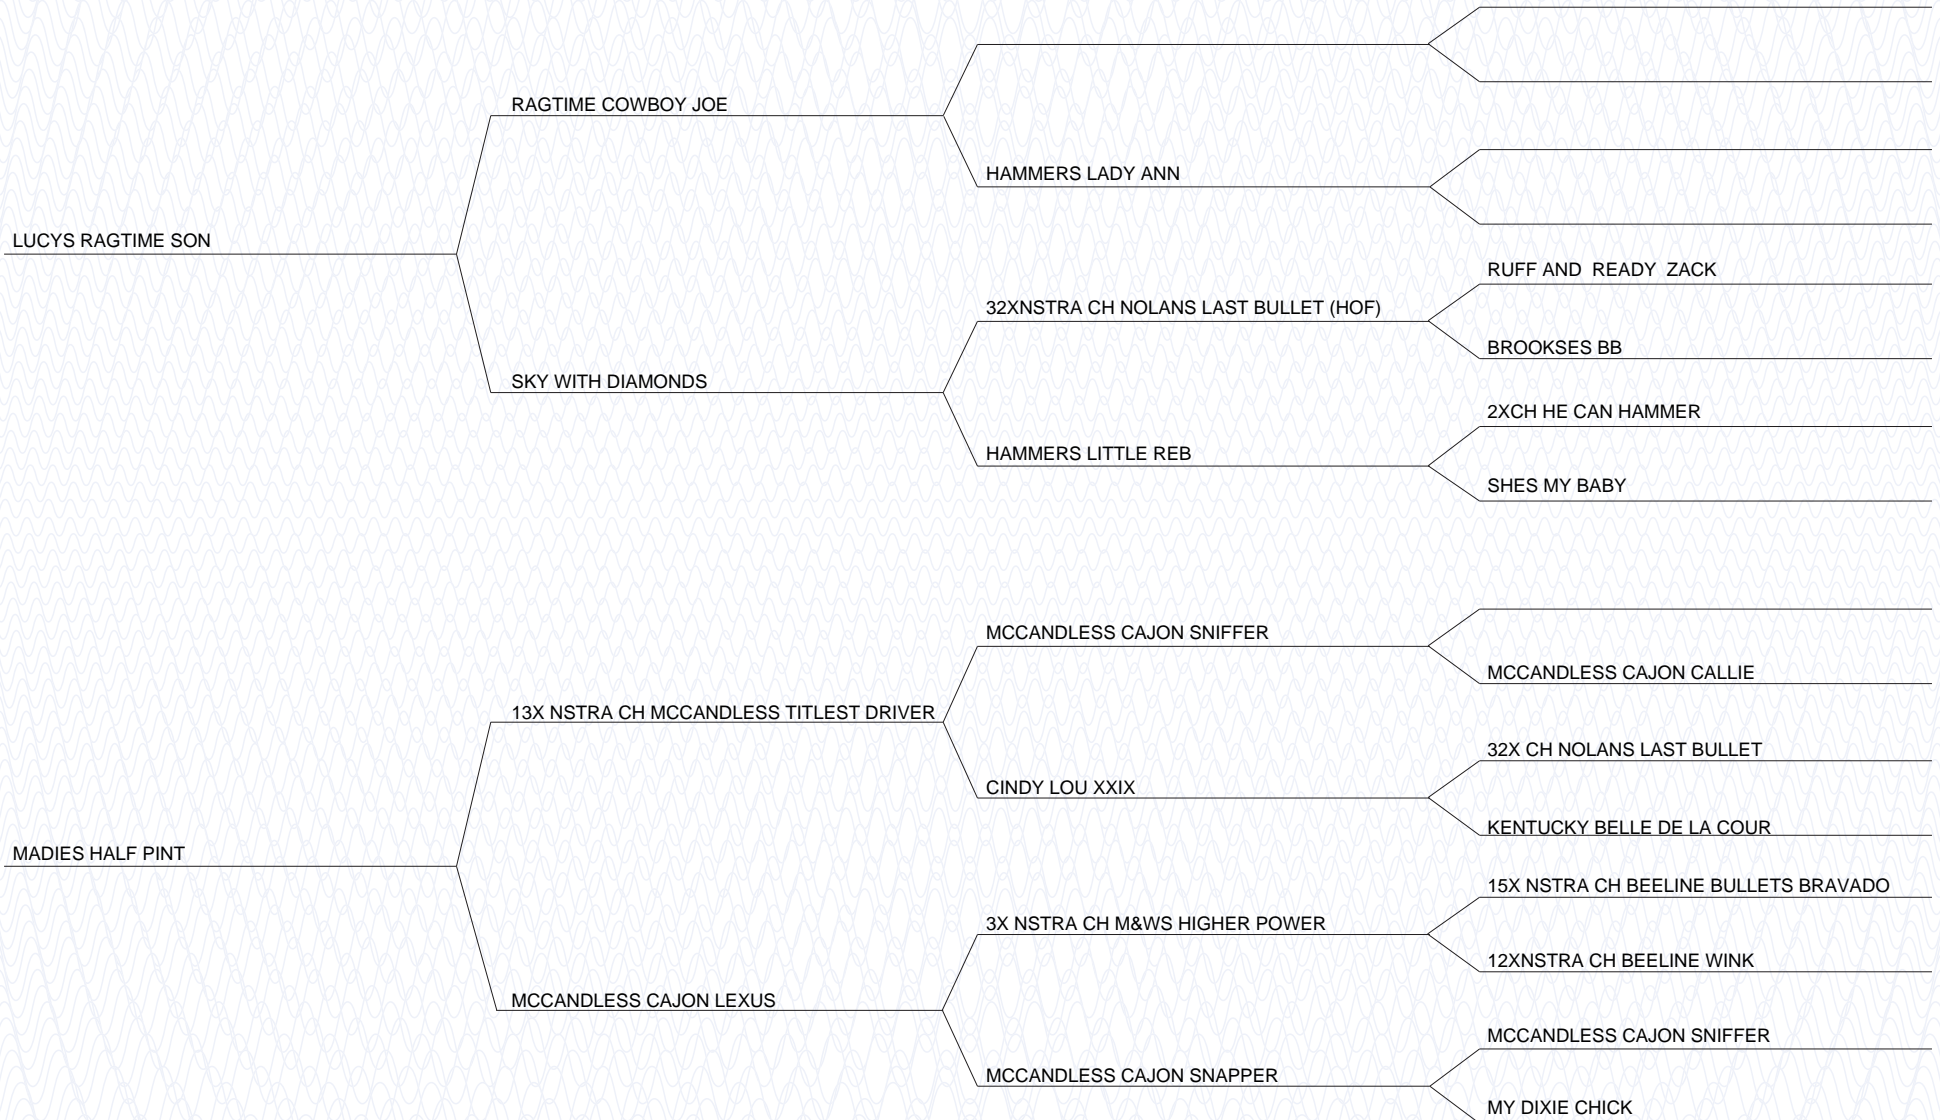 RAGTIME COWBOY JOE
HAMMERS LADY ANN
LUCYS RAGTIME SON
RUFF AND  READY  ZACK
32XNSTRA CH NOLANS LAST BULLET (HOF)
BROOKSES BB
SKY WITH DIAMONDS
2XCH HE CAN HAMMER
HAMMERS LITTLE REB
SHES MY BABY
MCCANDLESS CAJON SNIFFER
MCCANDLESS CAJON CALLIE
13X NSTRA CH MCCANDLESS TITLEST DRIVER
32X CH NOLANS LAST BULLET
CINDY LOU XXIX
KENTUCKY BELLE DE LA COUR
MADIES HALF PINT
15X NSTRA CH BEELINE BULLETS BRAVADO
3X NSTRA CH M&WS HIGHER POWER
12XNSTRA CH BEELINE WINK
MCCANDLESS CAJON LEXUS
MCCANDLESS CAJON SNIFFER
MCCANDLESS CAJON SNAPPER
MY DIXIE CHICK